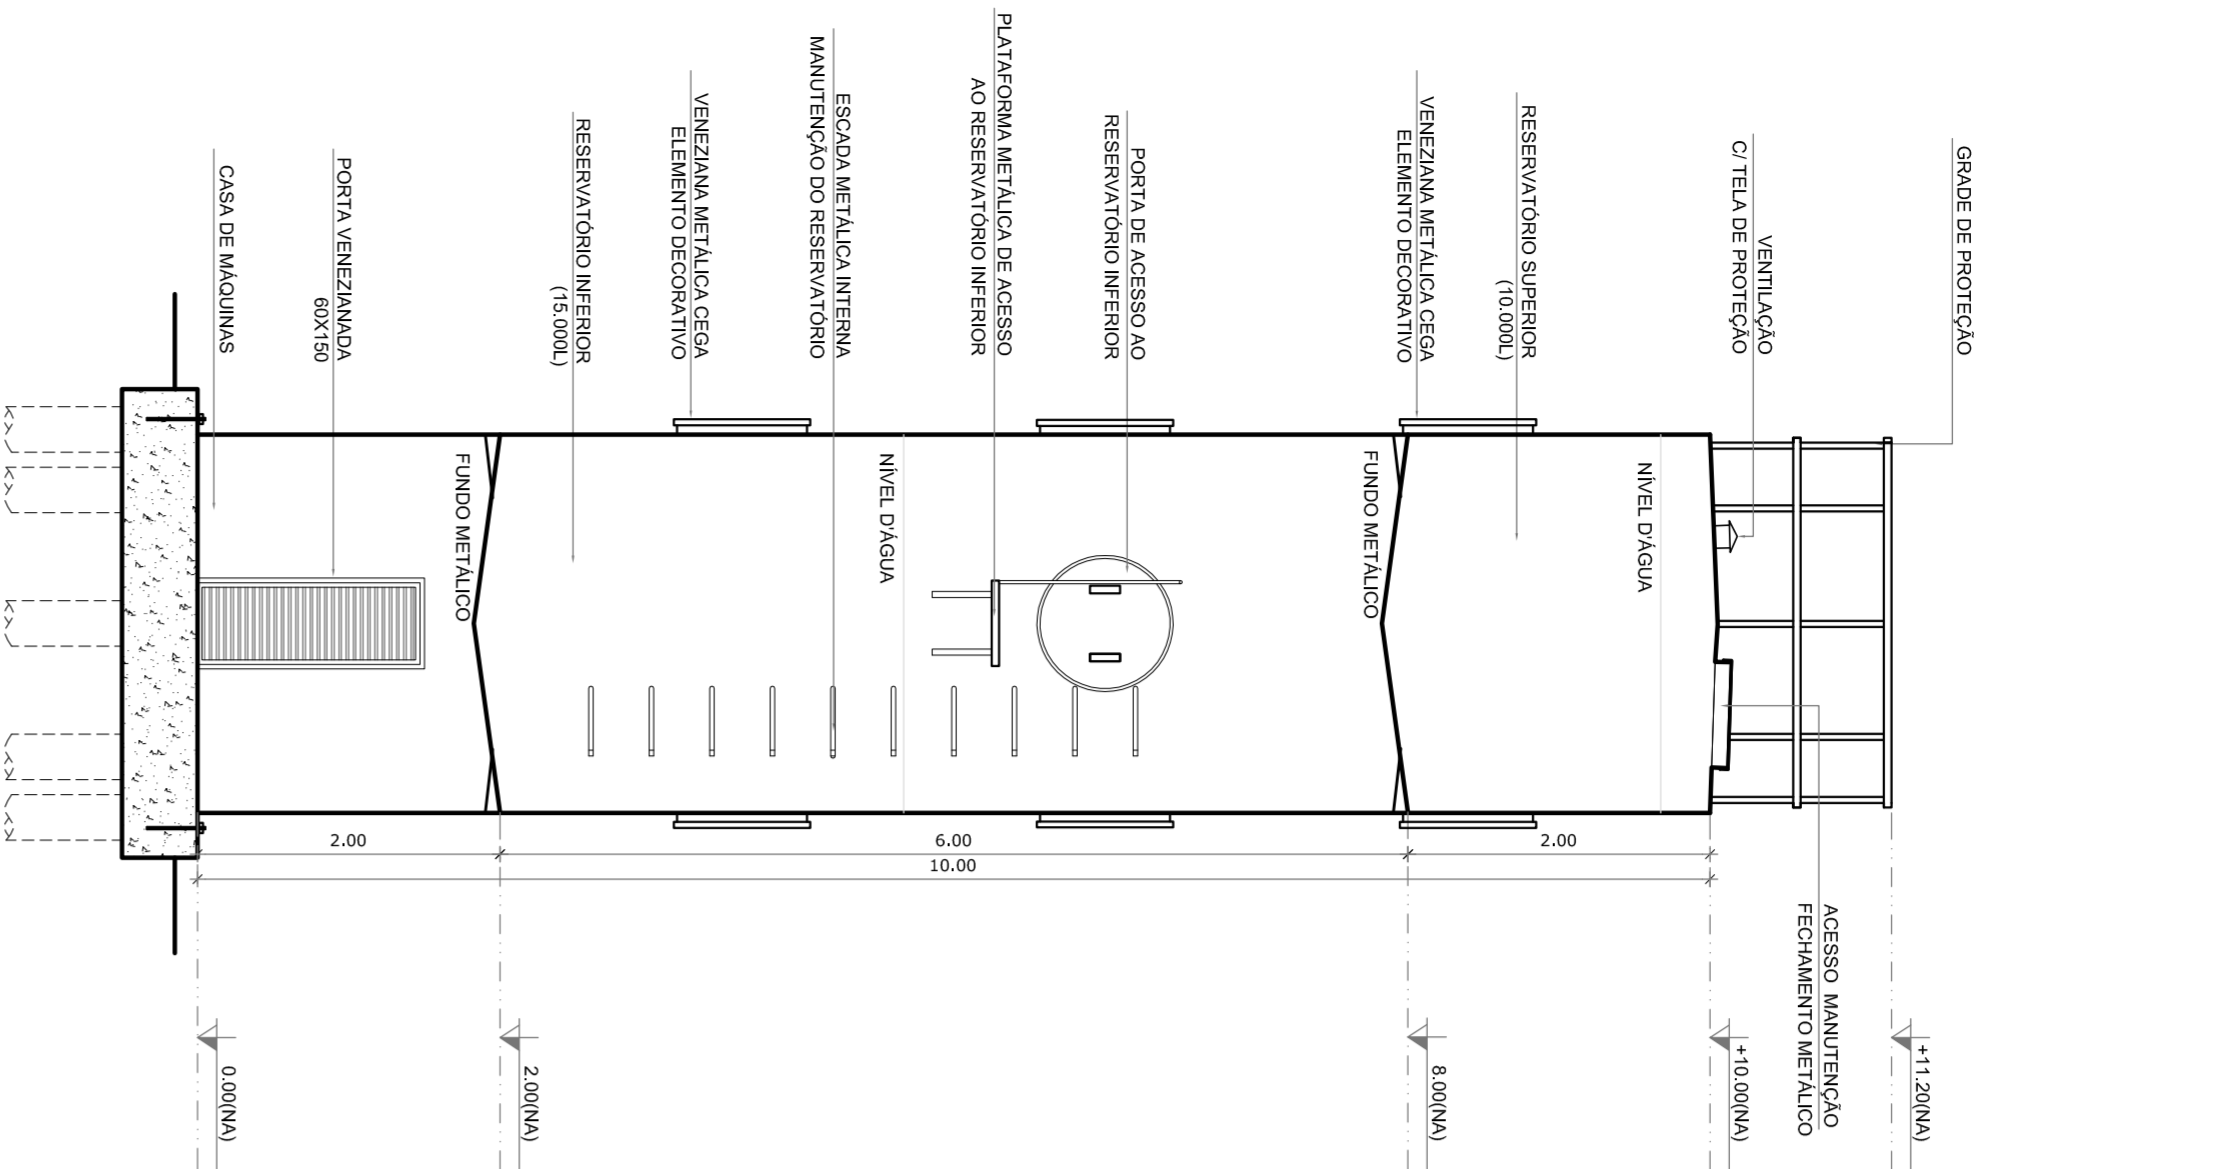 GRADE DE PROTEÇÃO
VENTILAÇÃO
C/ TELA DE PROTEÇÃO
RESERVATÓRIO SUPERIOR
(10.000L)
VENEZIANA METÁLICA CEGA
ELEMENTO DECORATIVO
PORTA DE ACESSO AO
RESERVATÓRIO INFERIOR
PLATAFORMA METÁLICA DE ACESSO
AO RESERVATÓRIO INFERIOR
ESCADA METÁLICA INTERNA
MANUTENÇÃO DO RESERVATÓRIO
VENEZIANA METÁLICA CEGA
ELEMENTO DECORATIVO
RESERVATÓRIO INFERIOR
(15.000L)
PORTA VENEZIANADA
60X150
CASA DE MÁQUINAS
NÍVEL D'ÁGUA
FUNDO METÁLICO
NÍVEL D'ÁGUA
FUNDO METÁLICO
2.00
6.00
2.00
10.00
ACESSO MANUTENÇÃO
FECHAMENTO METÁLICO
+11.20(NA)
+10.00(NA)
8.00(NA)
2.00(NA)
0.00(NA)